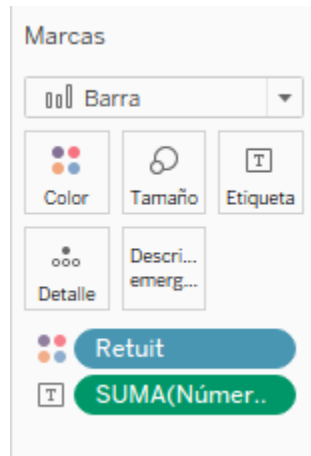 Marcas
Barra
Color Tamaño Etiqueta
T
Detalle Descri...
emerg...
Retuit
T SUMA(Númer..